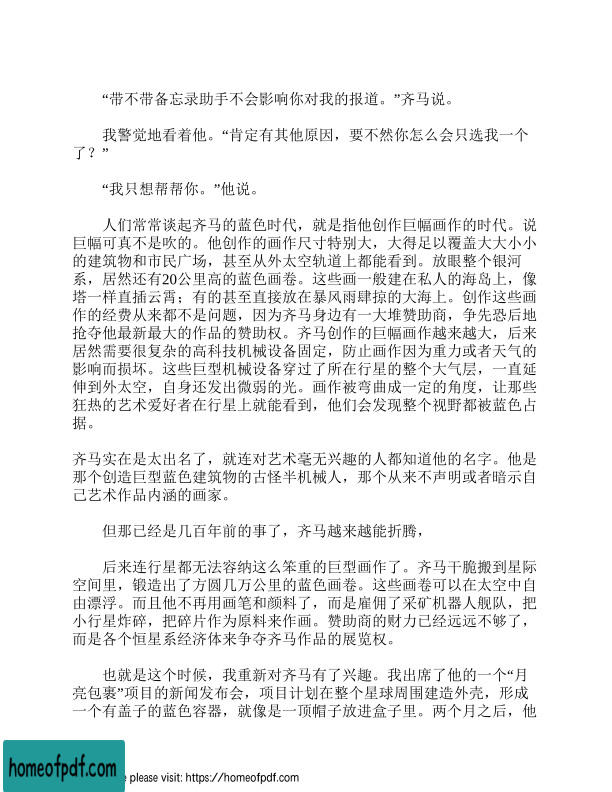 “带不带备忘录助手不会影响你对我的报道。”齐马说。
我警觉地看着他。“肯定有其他原因，要不然你怎么会只选我一个
了？”
“我只想帮帮你。”他说。
人们常常谈起齐马的蓝色时代，就是指他创作巨幅画作的时代。说
巨幅可真不是吹的。他创作的画作尺寸特别大，大得足以覆盖大大小小
的建筑物和市民广场，甚至从外太空轨道上都能看到。放眼整个银河
系，居然还有20公里高的蓝色画卷。这些画一般建在私人的海岛上，像
塔一样直插云霄；有的甚至直接放在暴风雨肆掠的大海上。创作这些画
作的经费从来都不是问题，因为齐马身边有一大堆赞助商，争先恐后地
抢夺他最新最大的作品的赞助权。齐马创作的巨幅画作越来越大，后来
居然需要很复杂的高科技机械设备固定，防止画作因为重力或者天气的
影响而损坏。这些巨型机械设备穿过了所在行星的整个大气层，一直延
伸到外太空，自身还发出微弱的光。画作被弯曲成一定的角度，让那些
狂热的艺术爱好者在行星上就能看到，他们会发现整个视野都被蓝色占
据。
齐马实在是太出名了，就连对艺术毫无兴趣的人都知道他的名字。他是
那个创造巨型蓝色建筑物的古怪半机械人，那个从来不声明或者暗示自
己艺术作品内涵的画家。
但那已经是几百年前的事了，齐马越来越能折腾，
后来连行星都无法容纳这么笨重的巨型画作了。齐马干脆搬到星际
空间里，锻造出了方圆几万公里的蓝色画卷。这些画卷可以在太空中自
由漂浮。而且他不再用画笔和颜料了，而是雇佣了采矿机器人舰队，把
小行星炸碎，把碎片作为原料来作画。赞助商的财力已经远远不够了，
而是各个恒星系经济体来争夺齐马作品的展览权。
也就是这个时候，我重新对齐马有了兴趣。我出席了他的一个“月
亮包裹”项目的新闻发布会，项目计划在整个星球周围建造外壳，形成
一个有盖子的蓝色容器，就像是一顶帽子放进盒子里。两个月之后，他
homeofpdf.com
please visit: https://homeofpdf.com